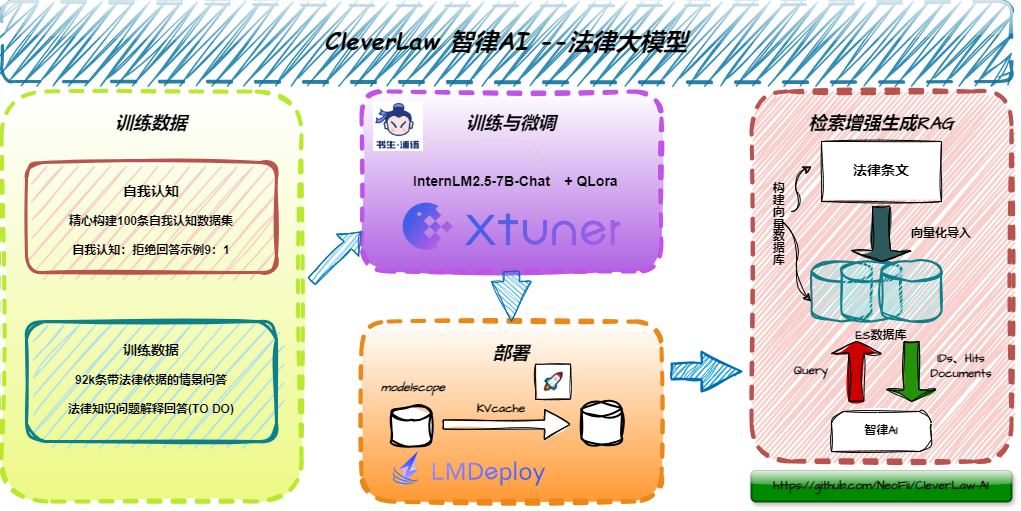 CleverLaw 智律AI --法律大模型
训练数据
自我认知
精心构建100条自我认知数据集
自我认知：拒绝回答示例9：1
训练数据
92k条带法律依据的情景问答
法律知识问题解释回答(TO DO)
书生·浦语
训练与微调
InternLM2.5-7B-Chat + QLora
Xtuner
部署
modelscope
KVcache
LMDeploy
检索增强生成RAG
法律条文
构建向量数据库
向量化导入
ES数据库
Query
IDs、Hits
Documents
智律AI
https://github.com/NeoFii/CleverLaw-Ai